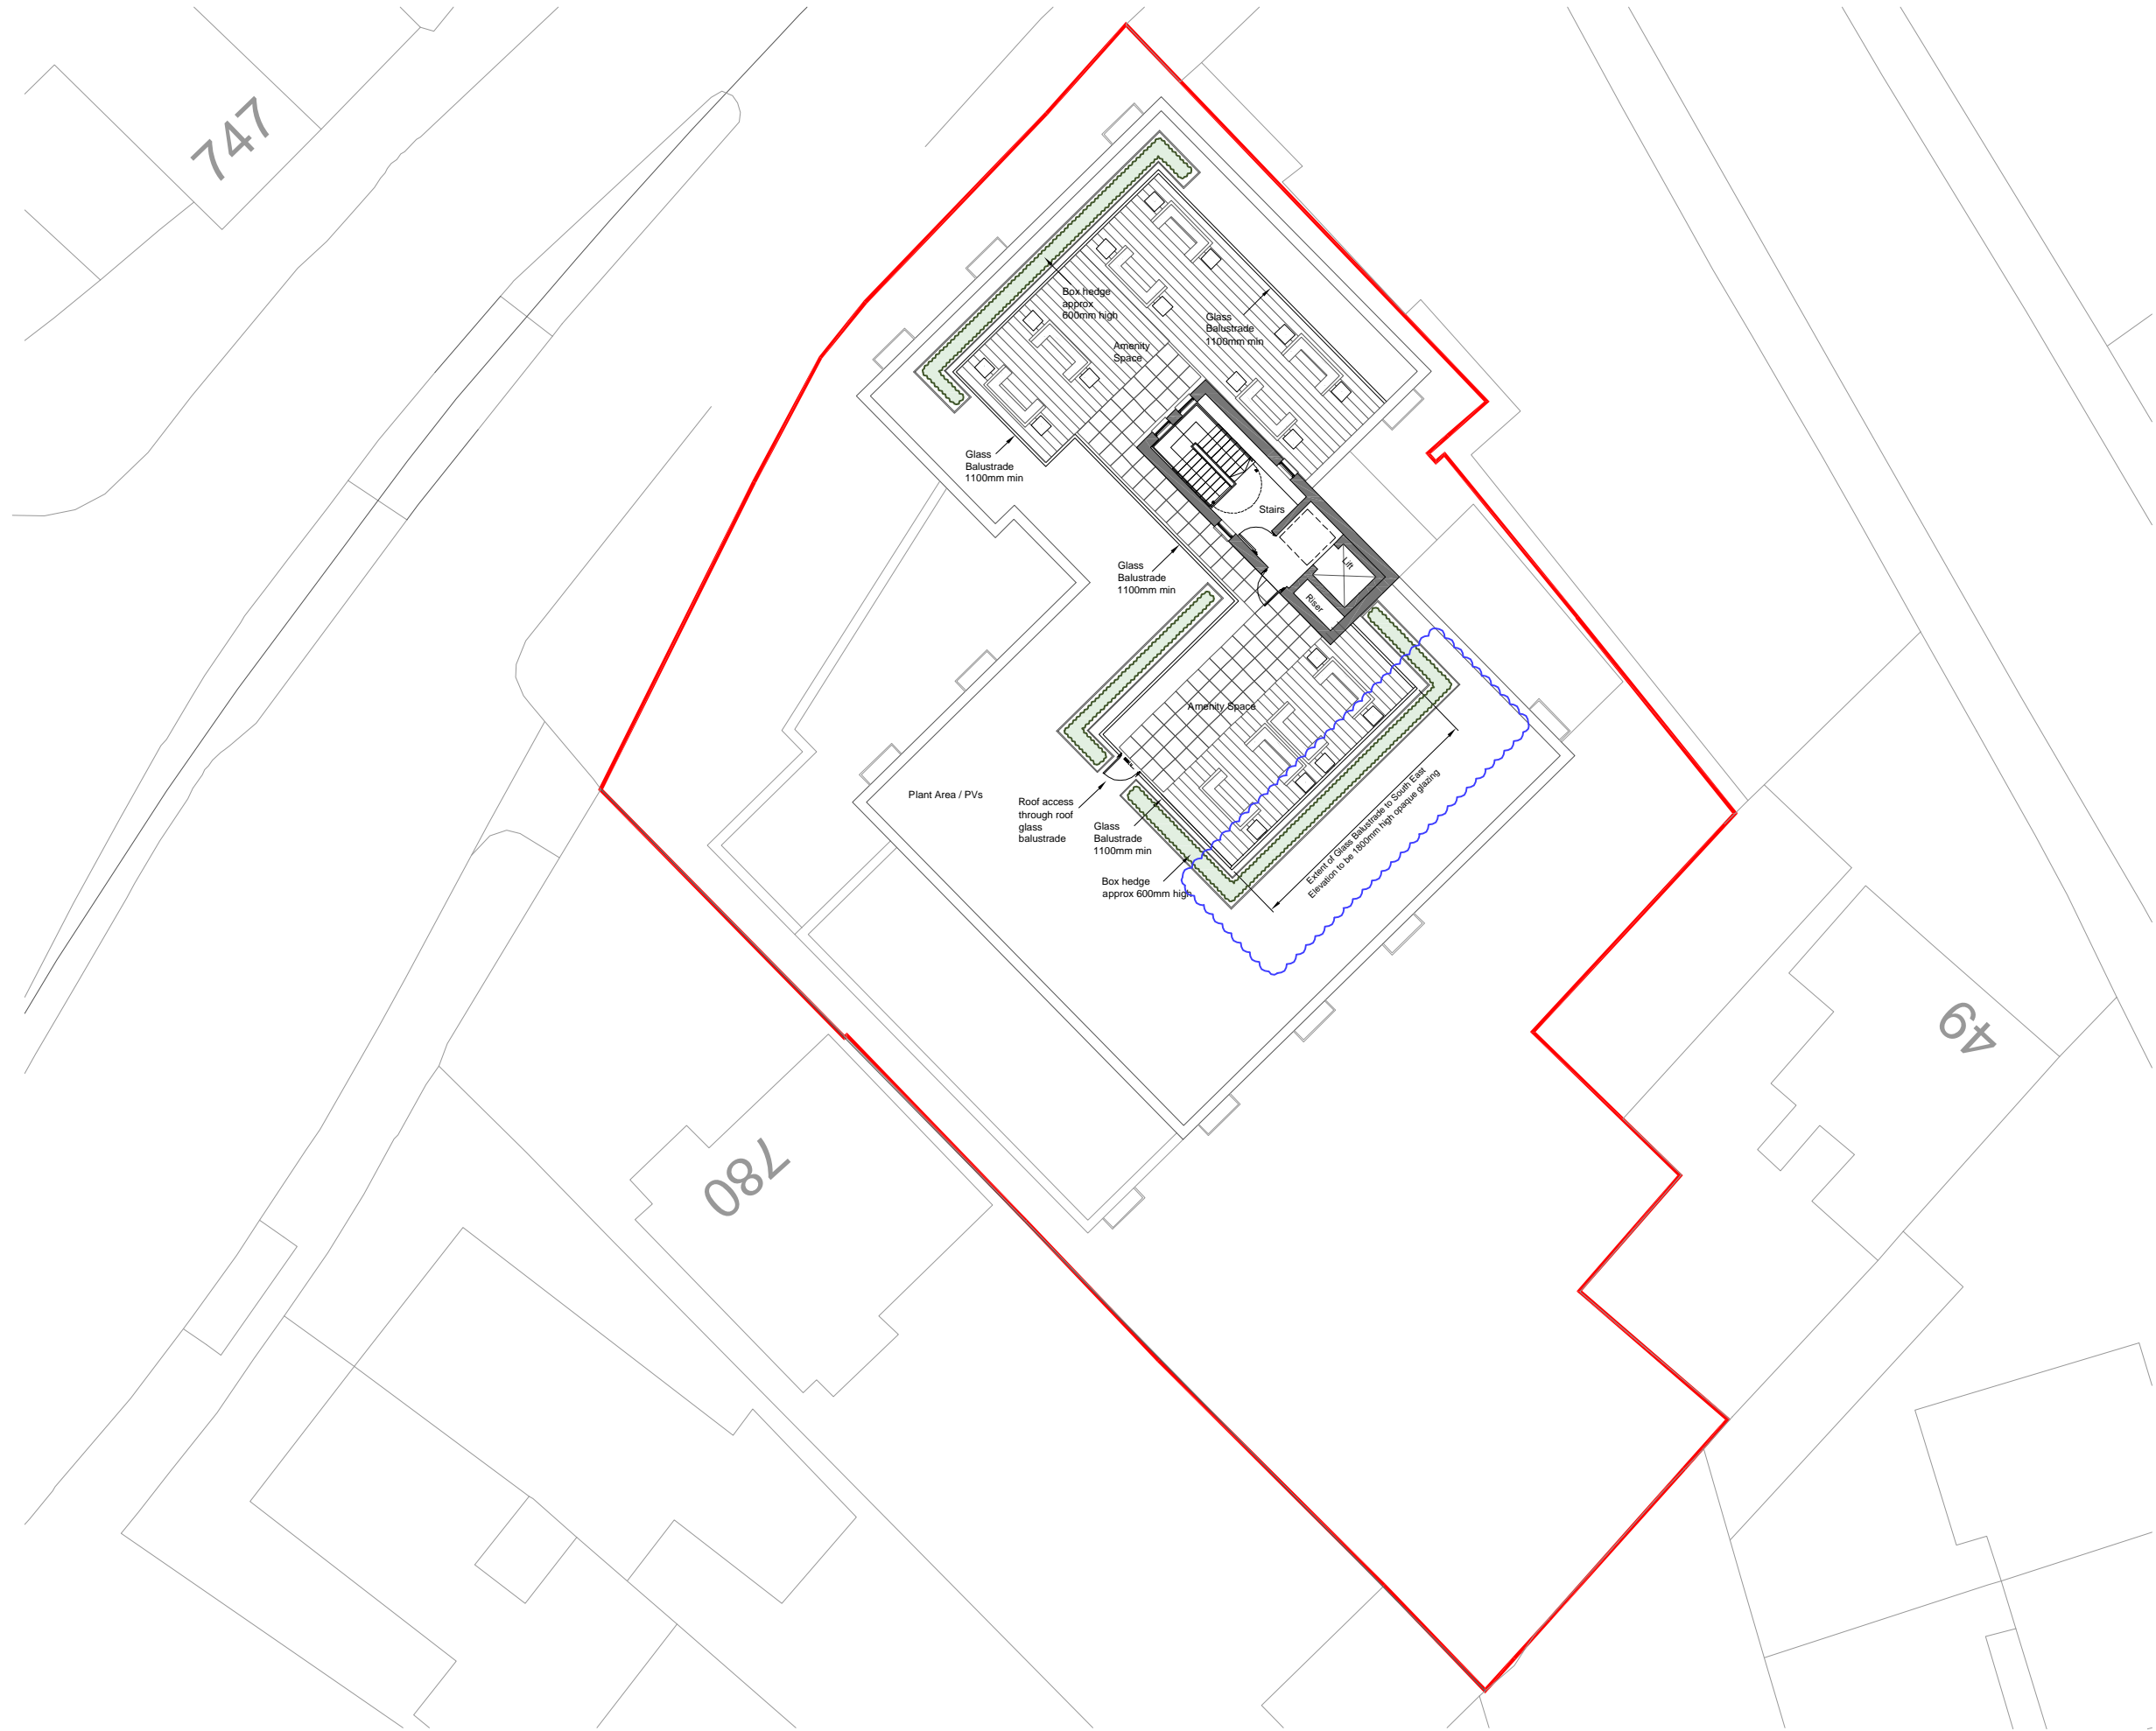 747
Box hedge
approx
600mm high
Glass
Balustrade
1100mm min
Amenity
Space
Glass
Balustrade
1100mm min
Stairs
Lift
Riser
Glass
Balustrade
1100mm min
Amenity Space
Plant Area / PVs
Roof access
through roof
glass
balustrade
Glass
Balustrade
1100mm min
Box hedge
approx 600mm high
Extent of Glass Balustrade to South East
Elevation to be 1800mm high opaque glazing
49
780